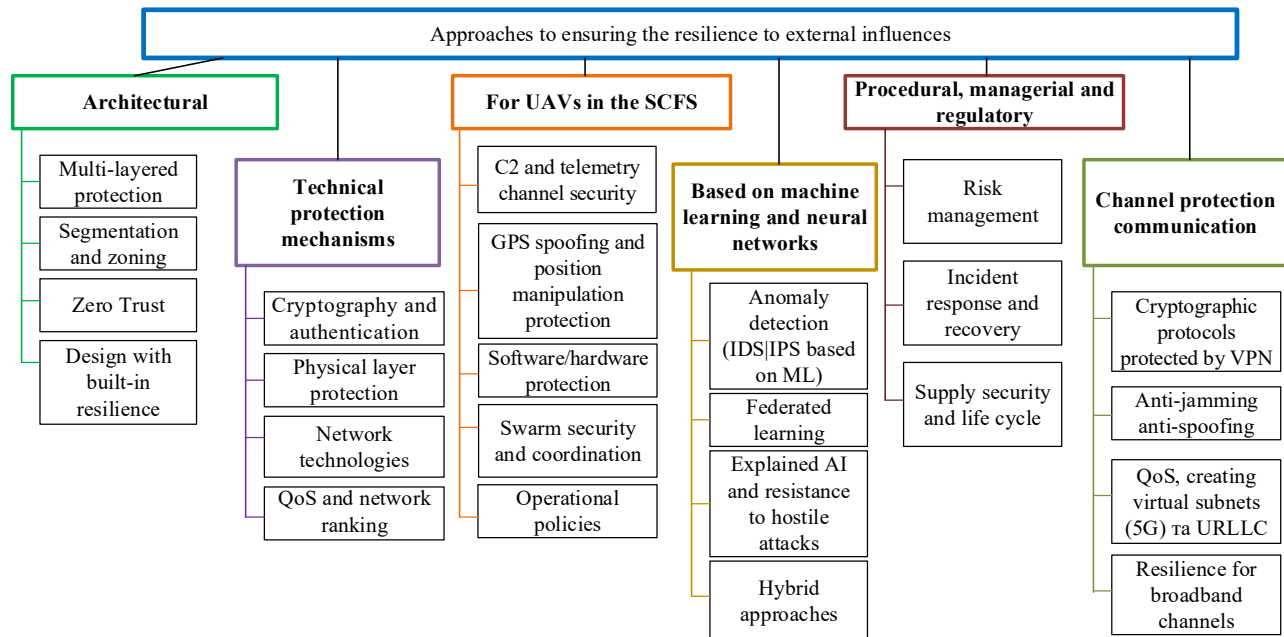 Approaches to ensuring the resilience to external influences
Architectural
Multi-layered
protection
Segmentation
and zoning
Zero Trust
Design with
built-in
resilience
Technical
protection
mechanisms
Cryptography and
authentication
Physical layer
protection
Network
technologies
QoS and network
ranking
For UAVs in the SCFS
C2 and telemetry
channel security
GPS spoofing and
position
manipulation
protection
Software/hardware
protection
Swarm security
and coordination
Operational
policies
Based on machine
learning and neural
networks
Anomaly
detection
(IDS|IPS based
on ML)
Federated
learning
Explained AI
and resistance
to hostile
attacks
Hybrid
approaches
Procedural, managerial and
regulatory
Risk
management
Incident
response and
recovery
Supply security
and life cycle
Channel protection
communication
Cryptographic
protocols
protected by VPN
Anti-jamming
anti-spoofing
QoS, creating
virtual subnets
(5G) та URLLC
Resilience for
broadband
channels